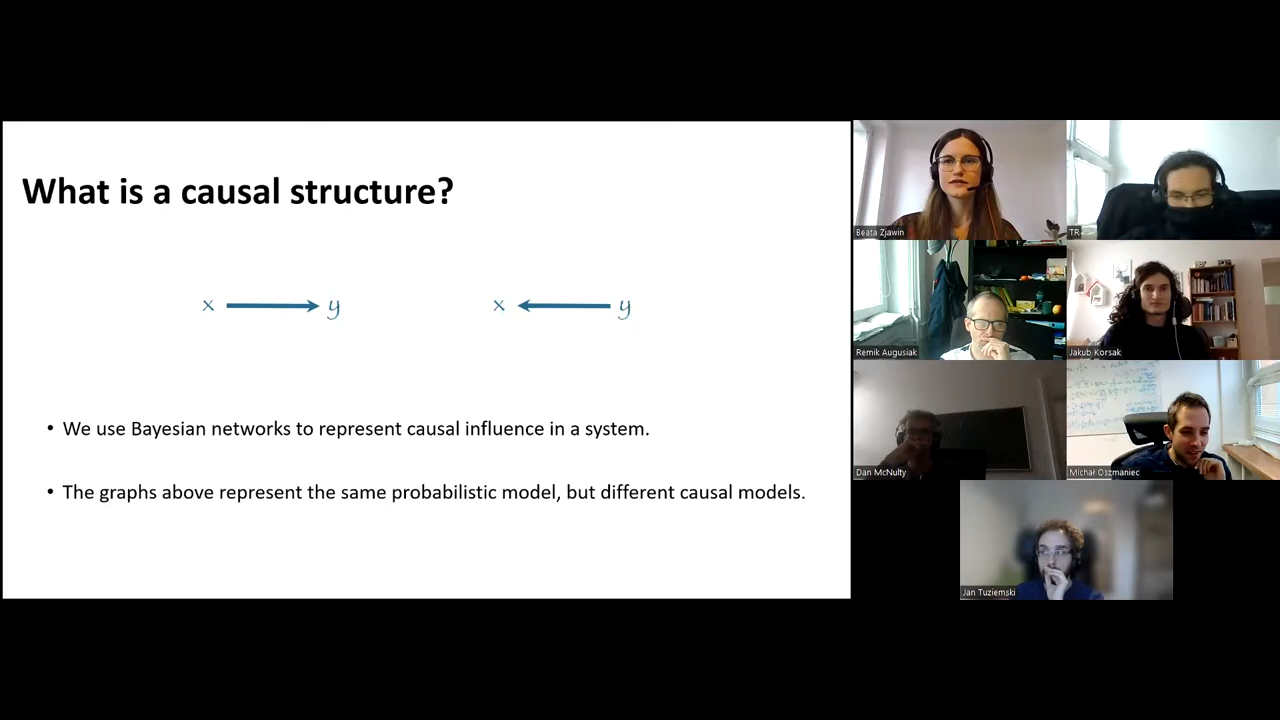 What is a causal structure?
x → y
x ← y
• We use Bayesian networks to represent causal influence in a system.
• The graphs above represent the same probabilistic model, but different causal models.
Beata Zjawin
TR
Remik Augusiak
Jakub Korsak
Dan McNulty
Michał Oszmaniec
Jan Tuziemski